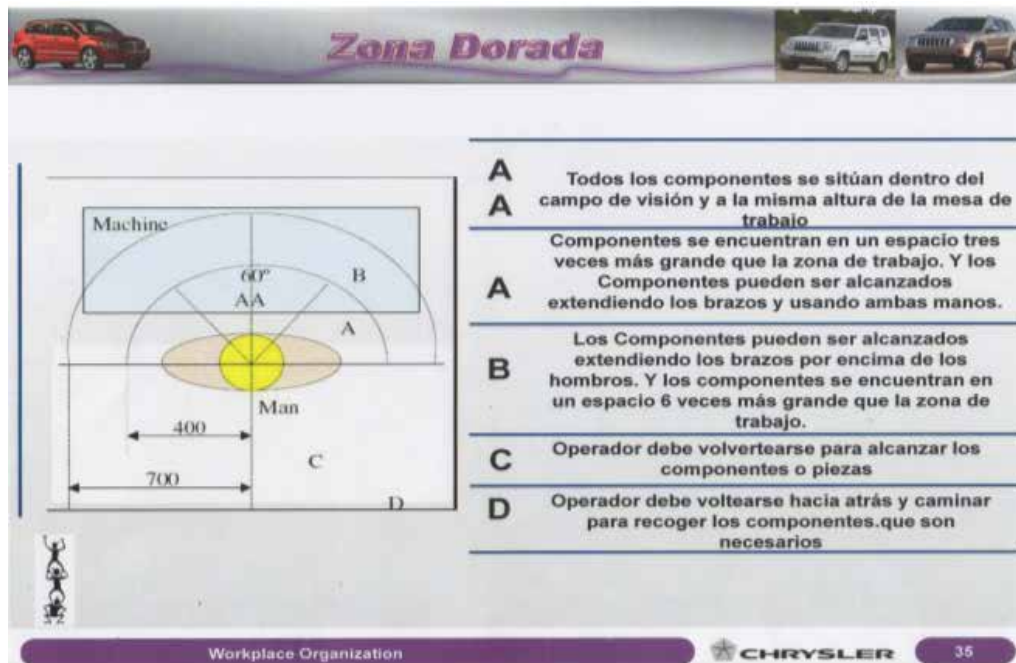 Zona Dorada
Machine
60°
B
AA
A
Man
400
C
700
D
A
A
Todos los componentes se sitúan dentro del
campo de visión y a la misma altura de la mesa de
trabajo
A
Componentes se encuentran en un espacio tres
veces más grande que la zona de trabajo. Y los
Componentes pueden ser alcanzados
extendiendo los brazos y usando ambas manos.
B
Los Componentes pueden ser alcanzados
extendiendo los brazos por encima de los
hombros. Y los componentes se encuentran en
un espacio 6 veces más grande que la zona de
trabajo.
C
Operador debe volvertearse para alcanzar los
componentes o piezas
D
Operador debe voltearse hacia atrás y caminar
para recoger los componentes.que son
necesarios
Workplace Organization
CHRYSLER
35